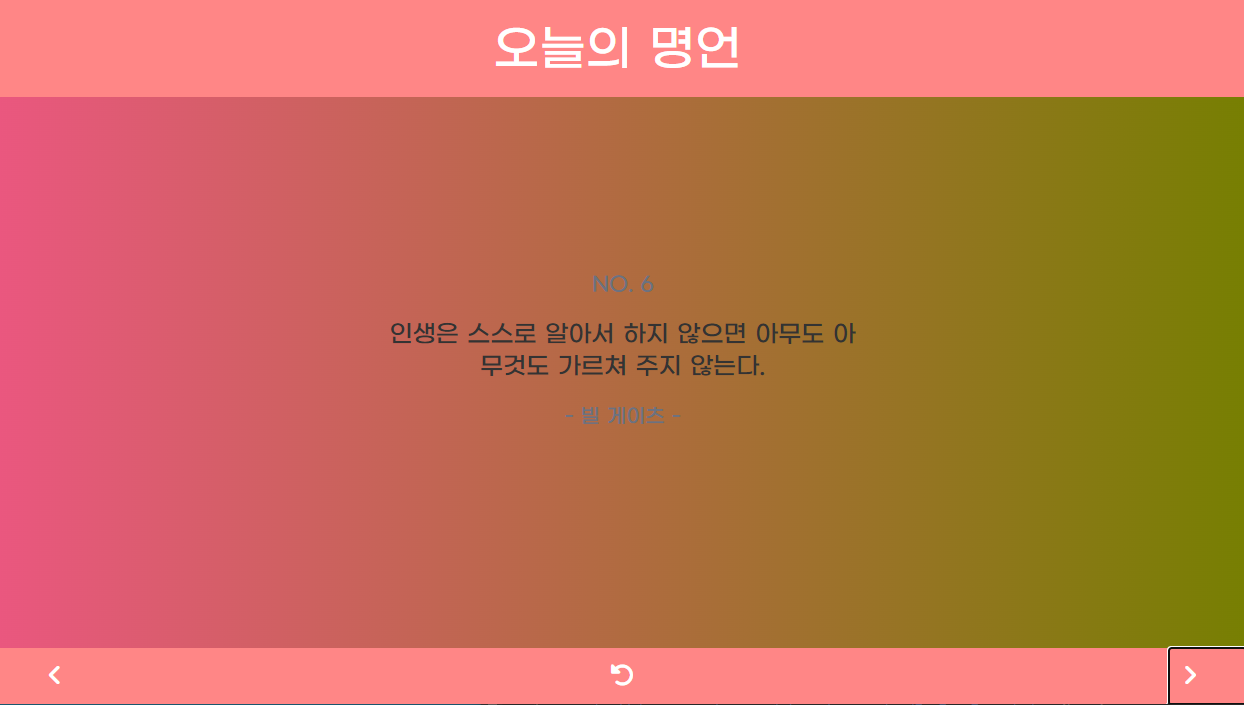 오늘의 명언
NO. 6
인생은 스스로 알아서 하지 않으면 아무도 아
무것도 가르쳐 주지 않는다.
- 빌 게이츠 -